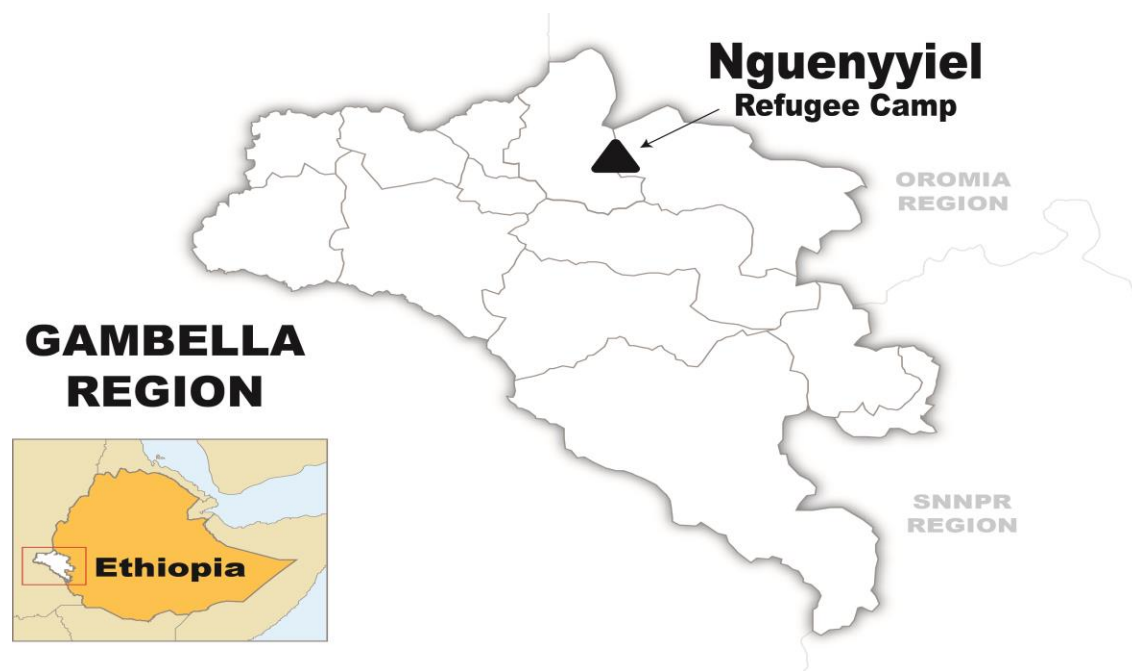 Nguenyyiel
Refugee Camp
OROMIA
REGION
GAMBELLA
REGION
Ethiopia
SNNPR
REGION